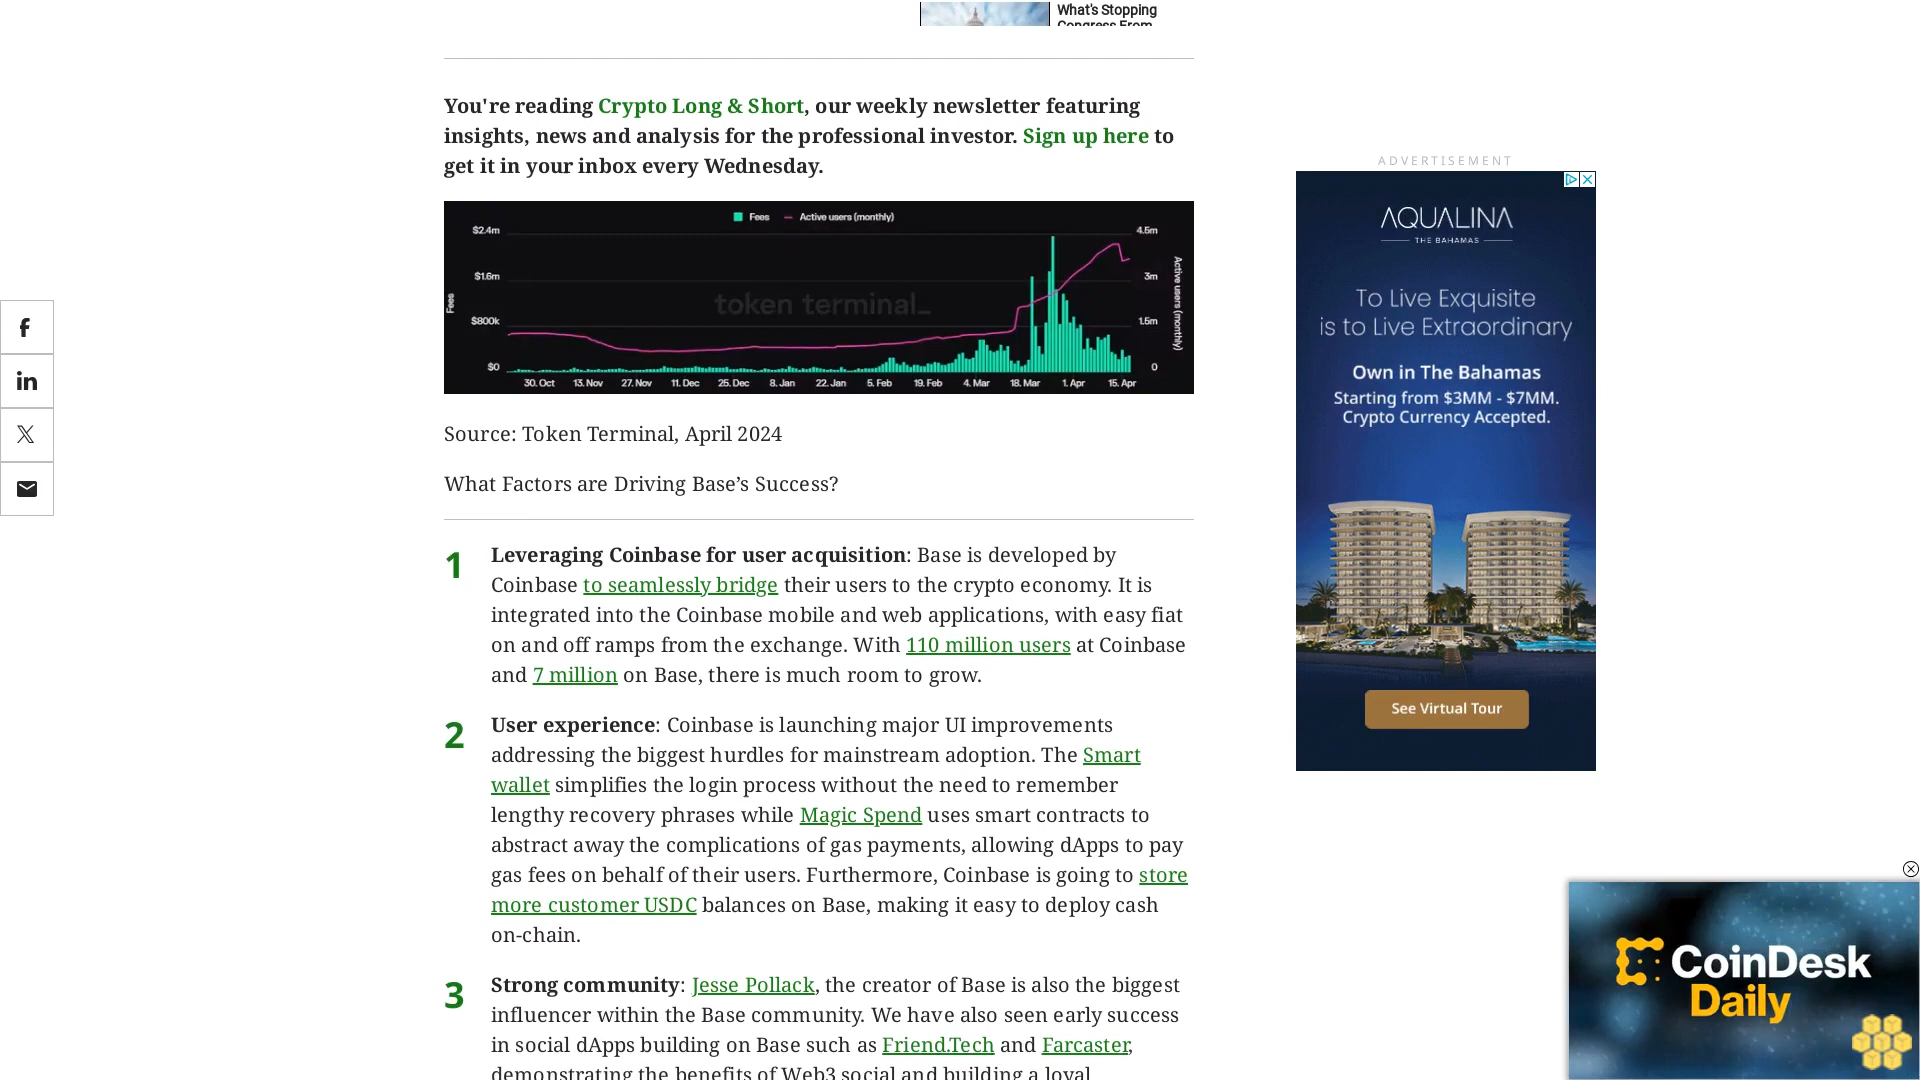 What's Stopping
Congress From
You're reading Crypto Long & Short, our weekly newsletter featuring
insights, news and analysis for the professional investor. Sign up here to
get it in your inbox every Wednesday.
Fees Active users (monthly)
$2.4m
$1.6m
$800k
$0
Fees
4.5m
3m
1.5m
0
Active users (monthly)
token terminal_
30. Oct 13. Nov 27. Nov 11. Dec 25. Dec 8. Jan 22. Jan 5. Feb 19. Feb 4. Mar 18. Mar 1. Apr 15. Apr
Source: Token Terminal, April 2024
What Factors are Driving Base’s Success?
1 Leveraging Coinbase for user acquisition: Base is developed by
Coinbase to seamlessly bridge their users to the crypto economy. It is
integrated into the Coinbase mobile and web applications, with easy fiat
on and off ramps from the exchange. With 110 million users at Coinbase
and 7 million on Base, there is much room to grow.
2 User experience: Coinbase is launching major UI improvements
addressing the biggest hurdles for mainstream adoption. The Smart
wallet simplifies the login process without the need to remember
lengthy recovery phrases while Magic Spend uses smart contracts to
abstract away the complications of gas payments, allowing dApps to pay
gas fees on behalf of their users. Furthermore, Coinbase is going to store
more customer USDC balances on Base, making it easy to deploy cash
on-chain.
3 Strong community: Jesse Pollack, the creator of Base is also the biggest
influencer within the Base community. We have also seen early success
in social dApps building on Base such as Friend.Tech and Farcaster,
demonstrating the benefits of Web3 social and building a loyal
ADVERTISEMENT
AQUALINA
THE BAHAMAS
To Live Exquisite
is to Live Extraordinary
Own in The Bahamas
Starting from $3MM - $7MM.
Crypto Currency Accepted.
See Virtual Tour
CoinDesk
Daily